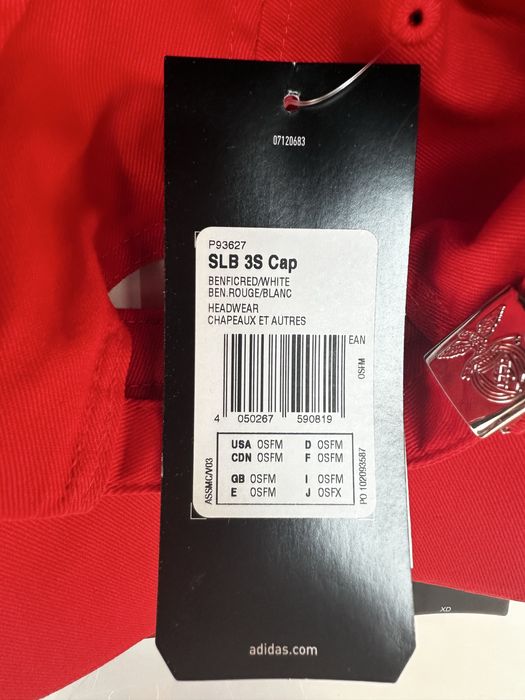 07120683
P93627
SLB 3S Cap
BENFICRED/WHITE
BEN.ROUGE/BLANC
HEADWEAR
CHAPEAUX ET AUTRES
EAN
OSFM
4 050267 590819
USA OSFM D OSFM
CDN OSFM F OSFM
GB OSFM I OSFM
E OSFM J OSFX
ASSMC/V03
PO 102093587
adidas.com
XD